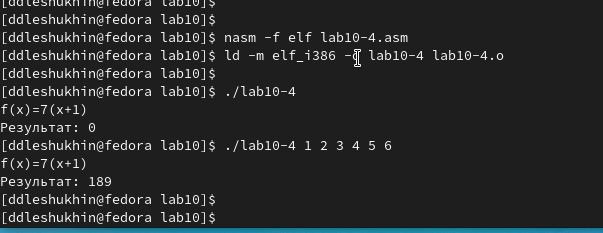 [ddleshukhin@fedora lab10]$
[ddleshukhin@fedora lab10]$
[ddleshukhin@fedora lab10]$ nasm -f elf lab10-4.asm
[ddleshukhin@fedora lab10]$ ld -m elf_i386 -o lab10-4 lab10-4.o
[ddleshukhin@fedora lab10]$
[ddleshukhin@fedora lab10]$ ./lab10-4
f(x)=7(x+1)
Результат: 0
[ddleshukhin@fedora lab10]$ ./lab10-4 1 2 3 4 5 6
f(x)=7(x+1)
Результат: 189
[ddleshukhin@fedora lab10]$
[ddleshukhin@fedora lab10]$